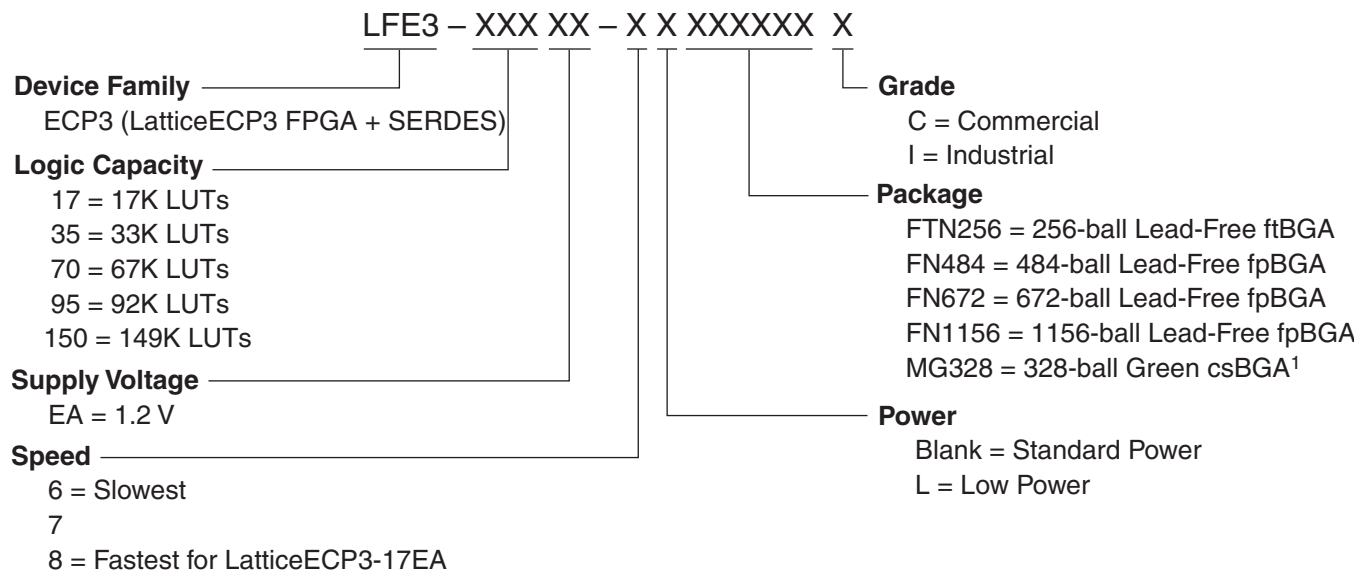 LFE3 – XXX XX – X X XXXXXX X
Device Family
ECP3 (LatticeECP3 FPGA + SERDES)
Logic Capacity
17 = 17K LUTs
35 = 33K LUTs
70 = 67K LUTs
95 = 92K LUTs
150 = 149K LUTs
Supply Voltage
EA = 1.2 V
Speed
6 = Slowest
7
8 = Fastest for LatticeECP3-17EA
Grade
C = Commercial
I = Industrial
Package
FTN256 = 256-ball Lead-Free ftBGA
FN484 = 484-ball Lead-Free fpBGA
FN672 = 672-ball Lead-Free fpBGA
FN1156 = 1156-ball Lead-Free fpBGA
MG328 = 328-ball Green csBGA¹
Power
Blank = Standard Power
L = Low Power